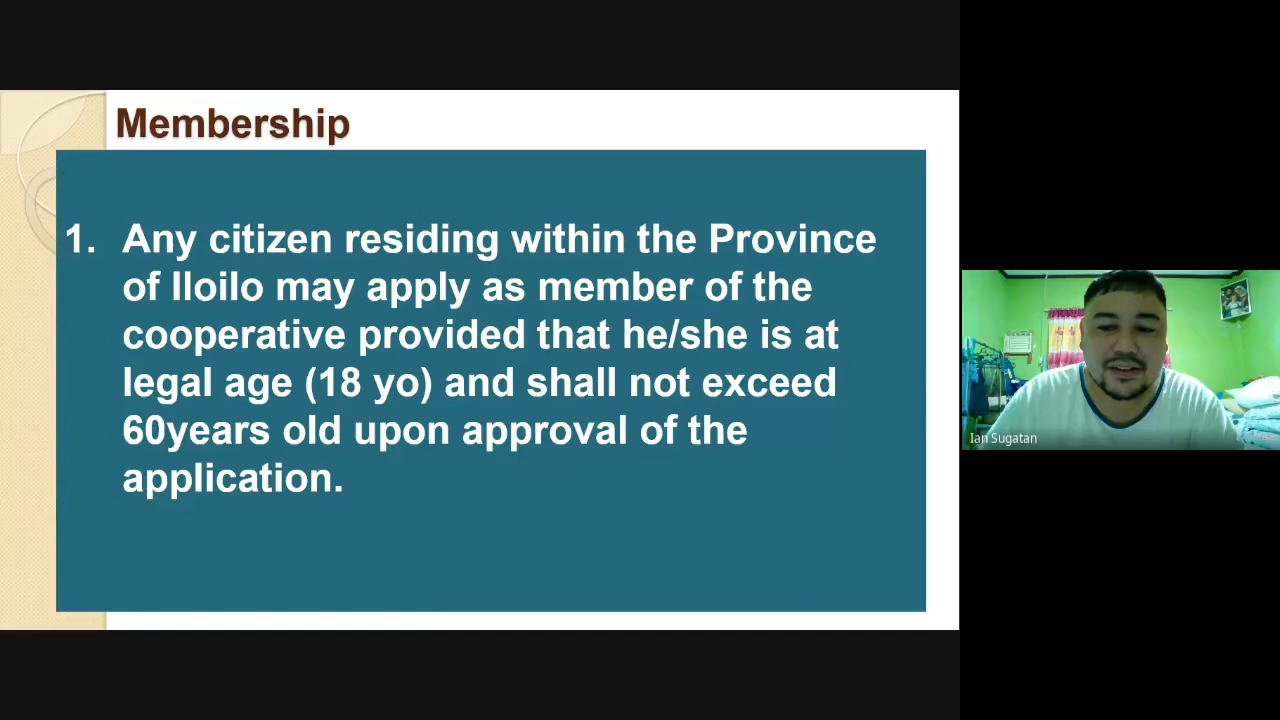 Membership
1. Any citizen residing within the Province
of Iloilo may apply as member of the
cooperative provided that he/she is at
legal age (18 yo) and shall not exceed
60years old upon approval of the
application.
Ian Sugatan